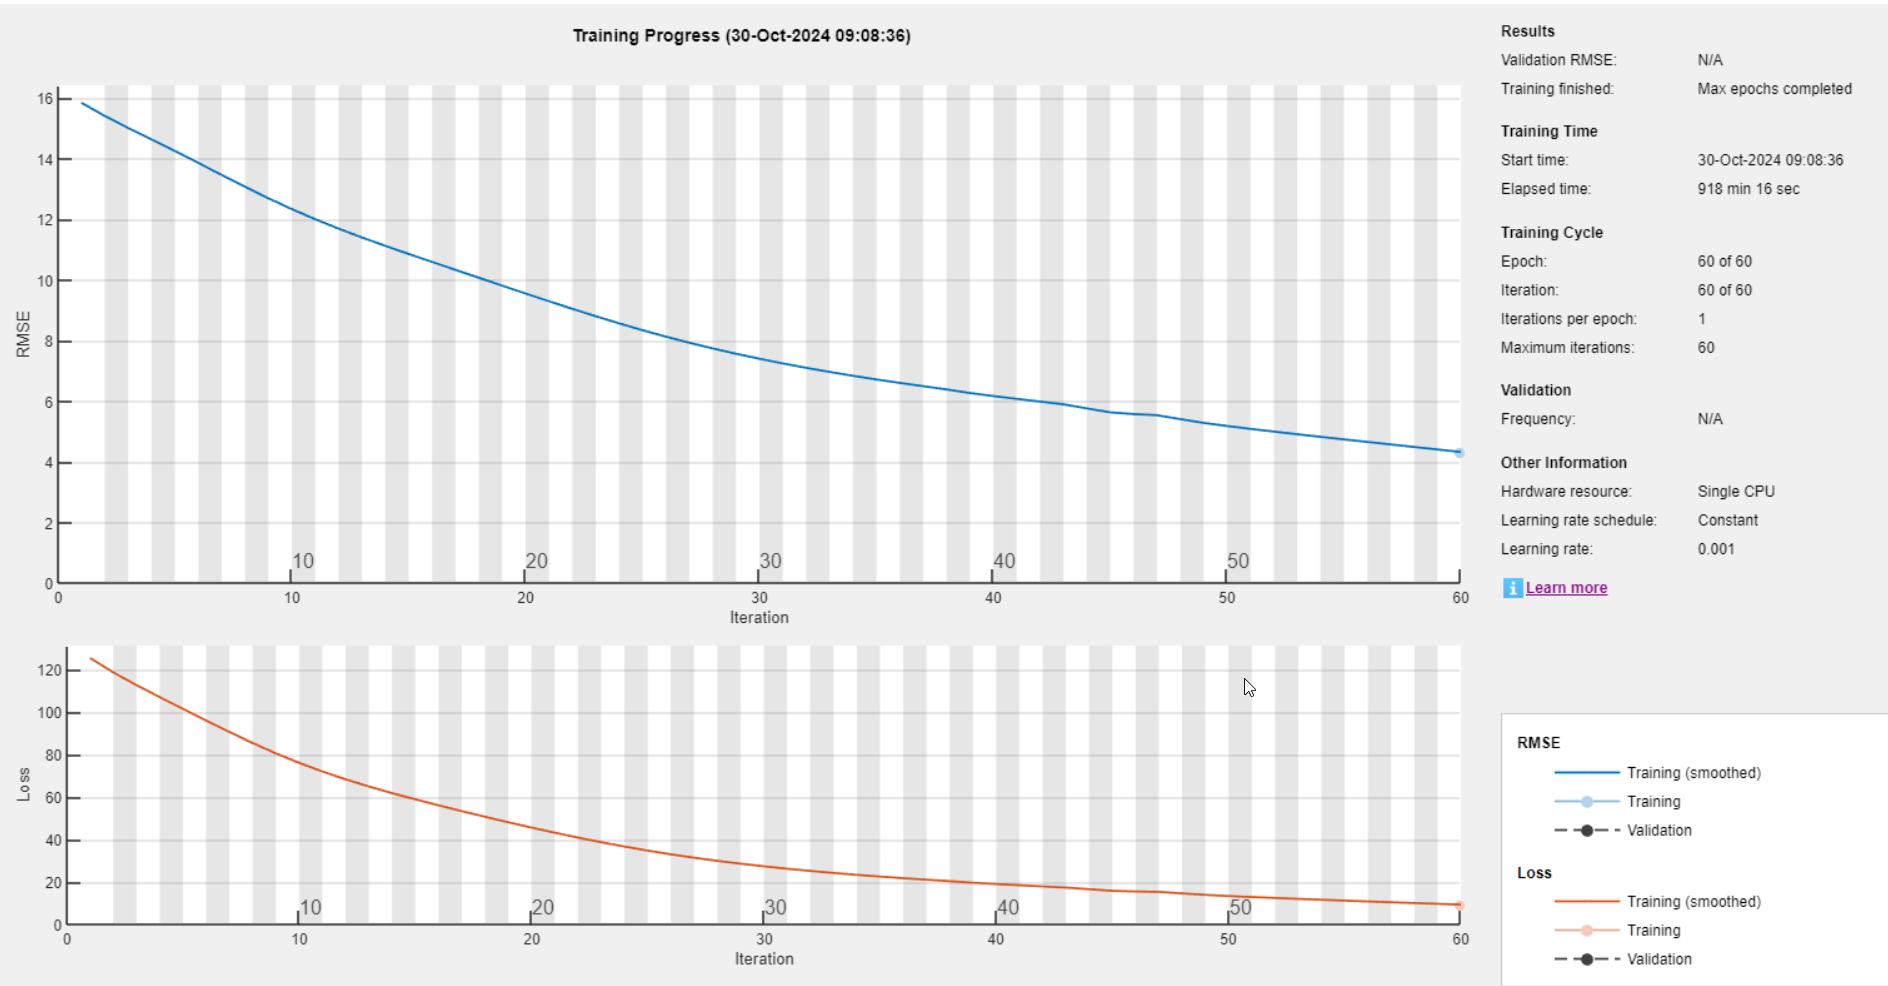 Training Progress (30-Oct-2024 09:08:36)
16
14
12
10
8
6
4
2
0
RMSE
10 20 30 40 50
0 10 20 30 40 50 60
Iteration
120
100
80
60
40
20
0
Loss
10 20 30 40 50
0 10 20 30 40 50 60
Iteration
Results
Validation RMSE: N/A
Training finished: Max epochs completed
Training Time
Start time: 30-Oct-2024 09:08:36
Elapsed time: 918 min 16 sec
Training Cycle
Epoch: 60 of 60
Iteration: 60 of 60
Iterations per epoch: 1
Maximum iterations: 60
Validation
Frequency: N/A
Other Information
Hardware resource: Single CPU
Learning rate schedule: Constant
Learning rate: 0.001
i Learn more
RMSE
Training (smoothed)
Training
Validation
Loss
Training (smoothed)
Training
Validation